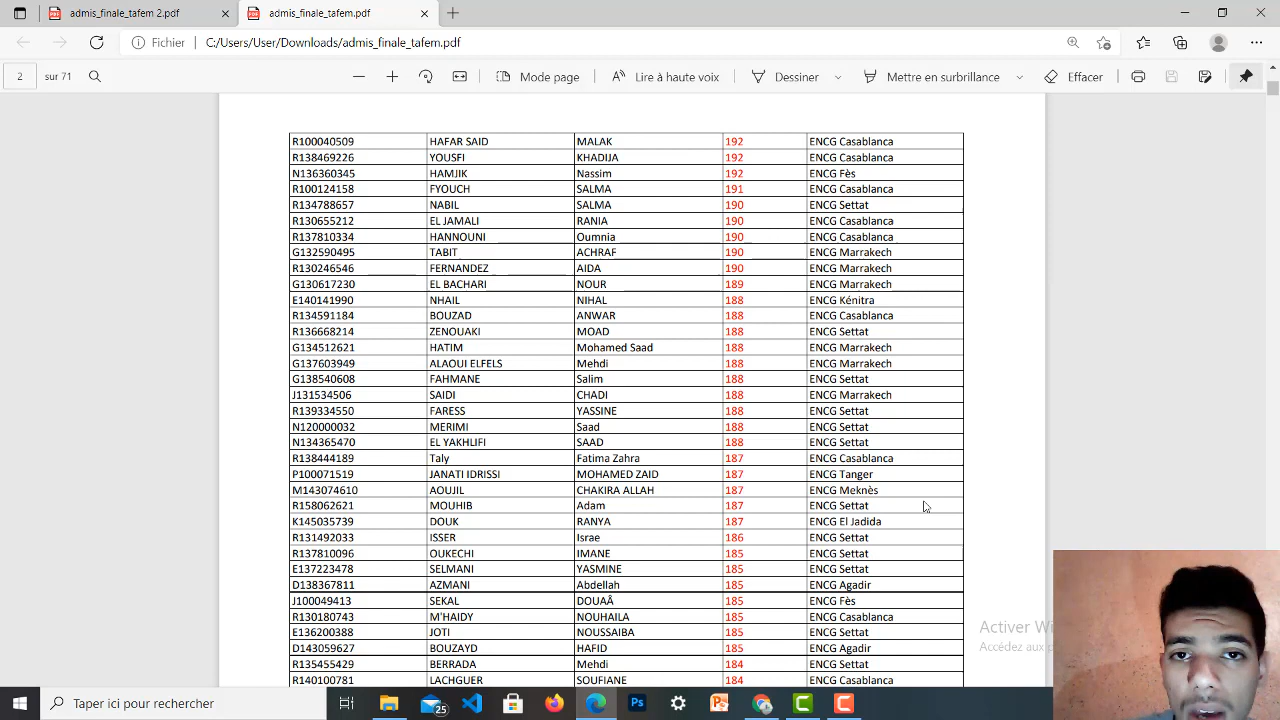 admis_finale_tafem 2.pdf
admis_finale_tafem.pdf
Fichier C:/Users/User/Downloads/admis_finale_tafem.pdf
2 sur 71 Mode page Lire à haute voix Dessiner Mettre en surbrillance Effacer
R100040509 HAFAR SAID MALAK 192 ENCG Casablanca
R138469226 YOUSFI KHADIJA 192 ENCG Casablanca
N136360345 HAMJIK Nassim 192 ENCG Fès
R100124158 FYOUCH SALMA 191 ENCG Casablanca
R134788657 NABIL SALMA 190 ENCG Settat
R130655212 EL JAMALI RANIA 190 ENCG Casablanca
R137810334 HANNOUNI Oumnia 190 ENCG Casablanca
G132590495 TABIT ACHRAF 190 ENCG Marrakech
R130246546 FERNANDEZ AIDA 190 ENCG Marrakech
G130617230 EL BACHARI NOUR 189 ENCG Marrakech
E140141990 NHAIL NIHAL 188 ENCG Kénitra
R134591184 BOUZAD ANWAR 188 ENCG Casablanca
R136668214 ZENOUAKI MOAD 188 ENCG Settat
G134512621 HATIM Mohamed Saad 188 ENCG Marrakech
G137603949 ALAOUI ELFELS Mehdi 188 ENCG Marrakech
G138540608 FAHMANE Salim 188 ENCG Settat
J131534506 SAIDI CHADI 188 ENCG Marrakech
R139334550 FARESS YASSINE 188 ENCG Settat
N120000032 MERIMI Saad 188 ENCG Settat
N134365470 EL YAKHLIFI SAAD 188 ENCG Settat
R138444189 Taly Fatima Zahra 187 ENCG Casablanca
P100071519 JANATI IDRISSI MOHAMED ZAID 187 ENCG Tanger
M143074610 AOUJIL CHAKIRA ALLAH 187 ENCG Meknès
R158062621 MOUHIB Adam 187 ENCG Settat
K145035739 DOUK RANYA 187 ENCG El Jadida
R131492033 ISSER Israe 186 ENCG Settat
R137810096 OUKECHI IMANE 185 ENCG Settat
E137223478 SELMANI YASMINE 185 ENCG Settat
D138367811 AZMANI Abdellah 185 ENCG Agadir
J100049413 SEKAL DOUAÂ 185 ENCG Fès
R130180743 M'HAIDY NOUHAILA 185 ENCG Casablanca
E136200388 JOTI NOUSSAIBA 185 ENCG Settat
D143059627 BOUZAYD HAFID 185 ENCG Agadir
R135455429 BERRADA Mehdi 184 ENCG Settat
R140100781 LACHGUER SOUFIANE 184 ENCG Casablanca
Activer Wi
Accédez aux p
Taperici pour rechercher
25
Ps